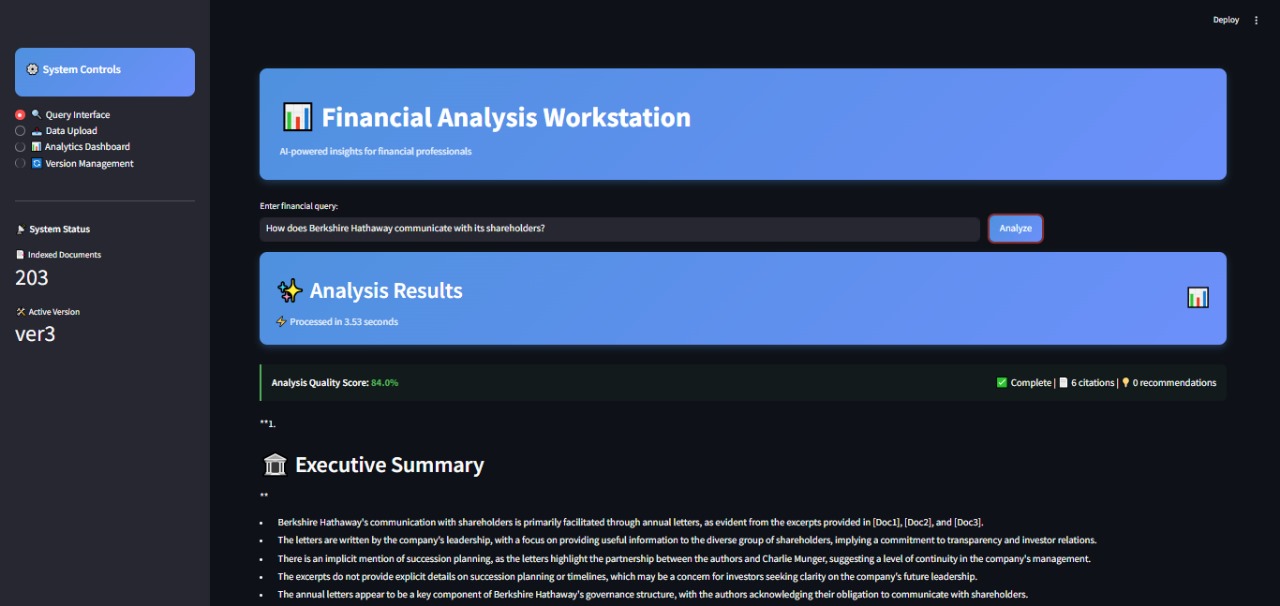 Deploy
System Controls
Query Interface
Data Upload
Analytics Dashboard
Version Management
System Status
Indexed Documents
203
Active Version
ver3
Financial Analysis Workstation
AI-powered insights for financial professionals
Enter financial query:
How does Berkshire Hathaway communicate with its shareholders?
Analyze
Analysis Results
Processed in 3.53 seconds
Analysis Quality Score: 84.0%
Complete | 6 citations | 0 recommendations
**1.
Executive Summary
**
Berkshire Hathaway's communication with shareholders is primarily facilitated through annual letters, as evident from the excerpts provided in [Doc1], [Doc2], and [Doc3].
The letters are written by the company's leadership, with a focus on providing useful information to the diverse group of shareholders, implying a commitment to transparency and investor relations.
There is an implicit mention of succession planning, as the letters highlight the partnership between the authors and Charlie Munger, suggesting a level of continuity in the company's management.
The excerpts do not provide explicit details on succession planning or timelines, which may be a concern for investors seeking clarity on the company's future leadership.
The annual letters appear to be a key component of Berkshire Hathaway's governance structure, with the authors acknowledging their obligation to communicate with shareholders.